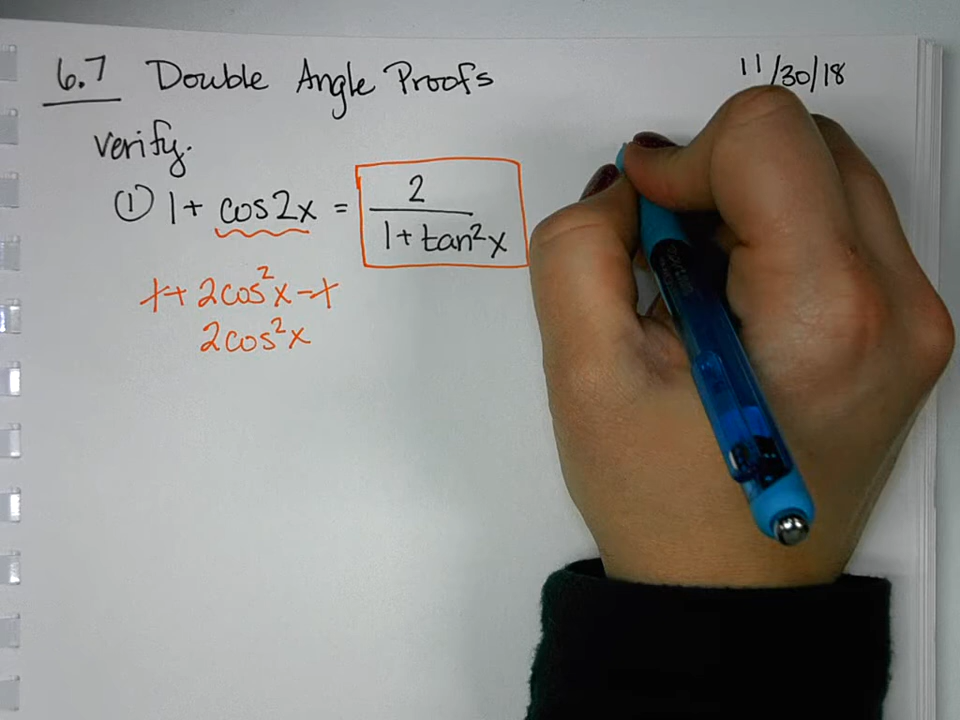 6.7 Double Angle Proofs 11/30/18
verify.
① 1 + cos2x = 2 / 1 + tan²x
1 + 2cos²x - 1
2cos²x